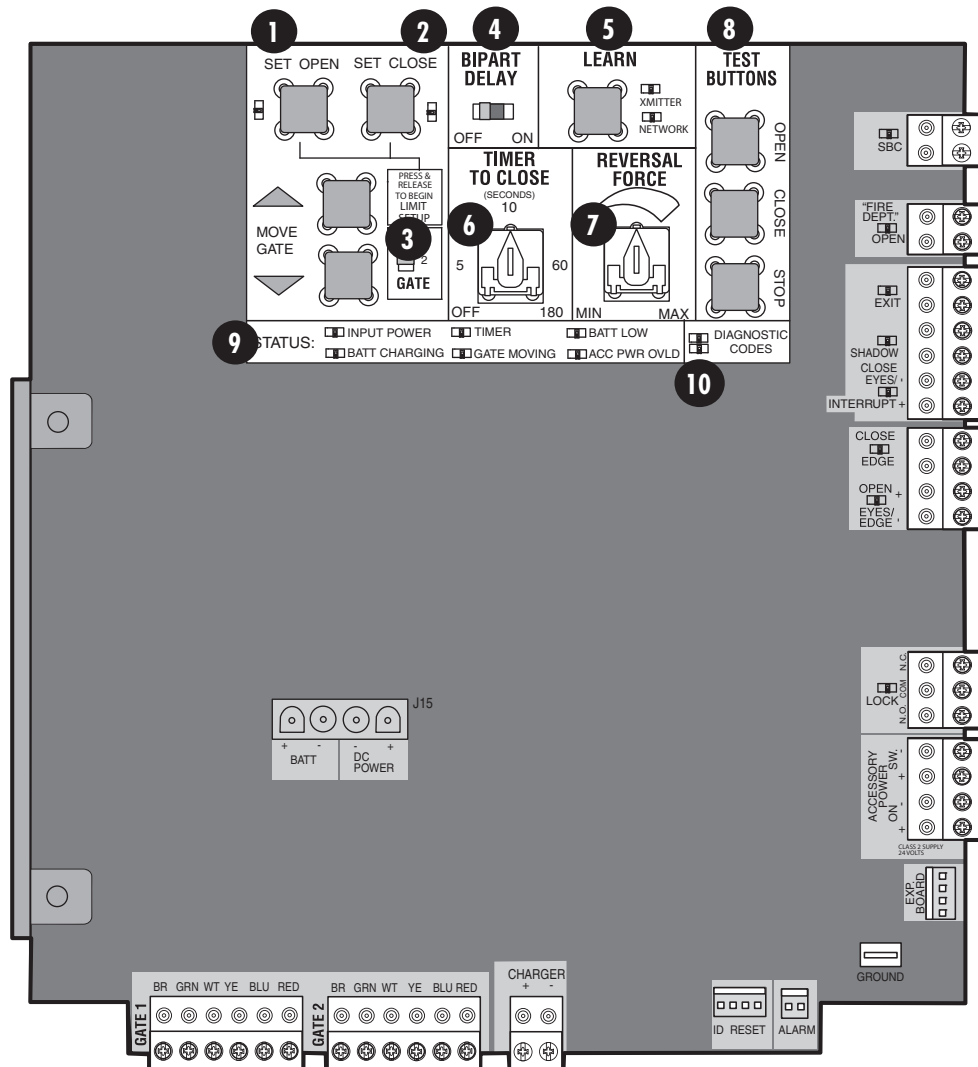 1
2
4
5
8
SET OPEN
SET CLOSE
BIPART
DELAY
OFF ON
LEARN
XMITTER
NETWORK
TEST
BUTTONS
OPEN
CLOSE
STOP
MOVE
GATE
PRESS &
RELEASE
TO BEGIN
LIMIT
3
2
GATE
TIMER
TO CLOSE
(SECONDS)
10
6
5
60
OFF 180
REVERSAL
FORCE
7
MIN MAX
9
STATUS:
INPUT POWER
TIMER
BATT LOW
BATT CHARGING
GATE MOVING
ACC PWR OVLD
DIAGNOSTIC
CODES
10
SBC
"FIRE
DEPT."
OPEN
EXIT
SHADOW
CLOSE
EYES/ -
INTERRUPT +
CLOSE
EDGE
OPEN +
EYES/
EDGE -
LOCK
N.C.
COM
N.O.
ACCESSORY
POWER
SW. -
+
ON -
+
CLASS 2 SUPPLY
24 VOLTS
EXP.
BOARD
GROUND
J15
+ - - +
BATT
DC
POWER
GATE 1
BR GRN WT YE BLU RED
GATE 2
BR GRN WT YE BLU RED
CHARGER
+ -
ID RESET
ALARM